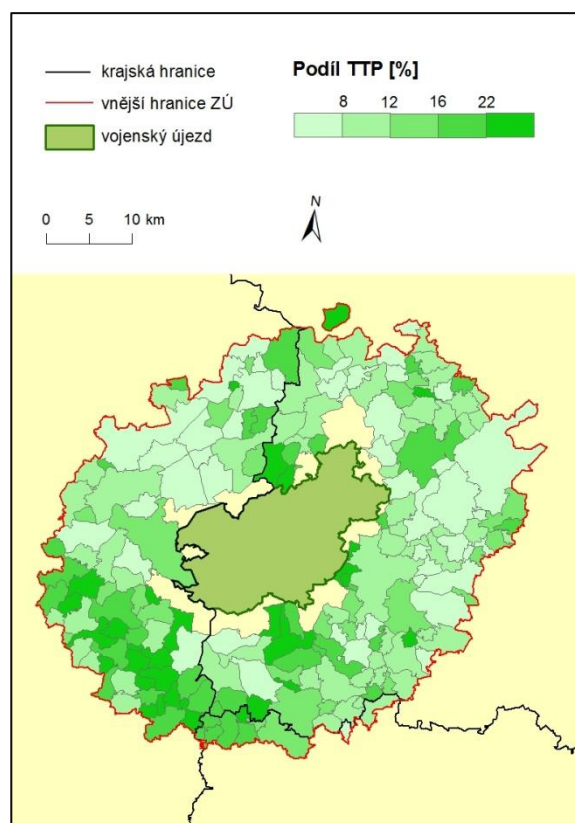 krajská hranice
vnější hranice ZÚ
vojenský újezd
0 5 10 km
Podíl TTP [%]
8 12 16 22
N